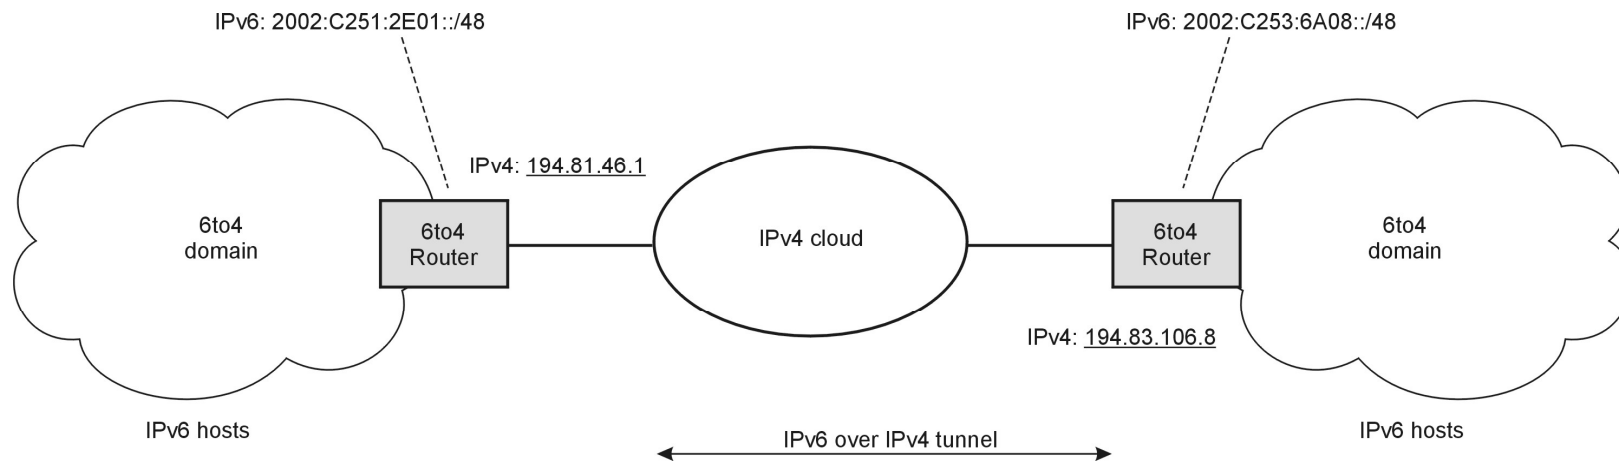 IPv6: 2002:C251:2E01::/48
IPv6: 2002:C253:6A08::/48
IPv4: 194.81.46.1
6to4
domain
6to4
Router
IPv4 cloud
6to4
Router
6to4
domain
IPv4: 194.83.106.8
IPv6 hosts
IPv6 over IPv4 tunnel
IPv6 hosts